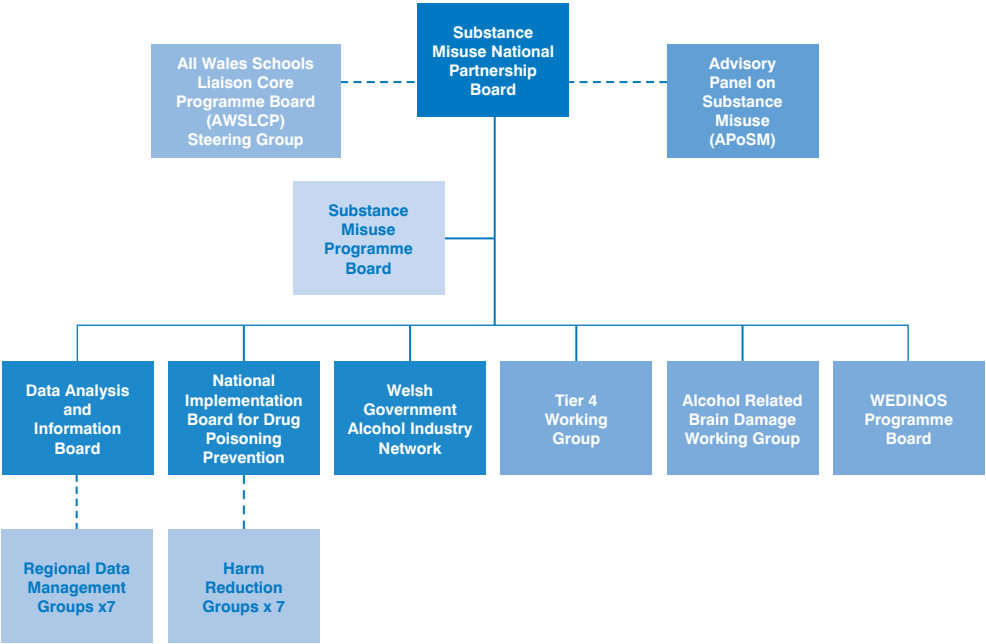 Substance
Misuse National
Partnership
Board
All Wales Schools
Liaison Core
Programme Board
(AWSLCP)
Steering Group
Advisory
Panel on
Substance
Misuse
(APoSM)
Substance
Misuse
Programme
Board
Data Analysis
and
Information
Board
National
Implementation
Board for Drug
Poisoning
Prevention
Welsh
Government
Alcohol Industry
Network
Tier 4
Working
Group
Alcohol Related
Brain Damage
Working Group
WEDINOS
Programme
Board
Regional Data
Management
Groups x7
Harm
Reduction
Groups x 7